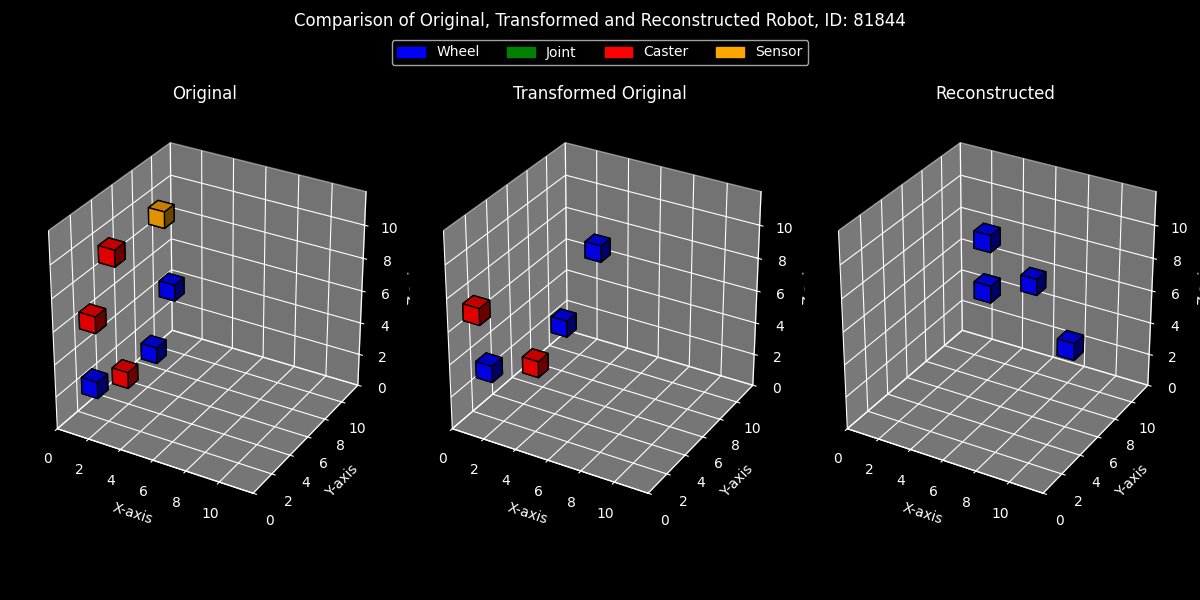 Comparison of Original, Transformed and Reconstructed Robot, ID: 81844
Wheel Joint Caster Sensor
Original Transformed Original Reconstructed
10 10 10
8 8 8
6 6 6
4 4 4
2 2 2
0 0 0
10 10 10
8 8 8
0 6 0 6 0 6
2 4 2 4 2 4
4 2 4 2 4 2
6 0 6 0 6 0
8 8 8
10 10 10
X-axis Y-axis X-axis Y-axis X-axis Y-axis